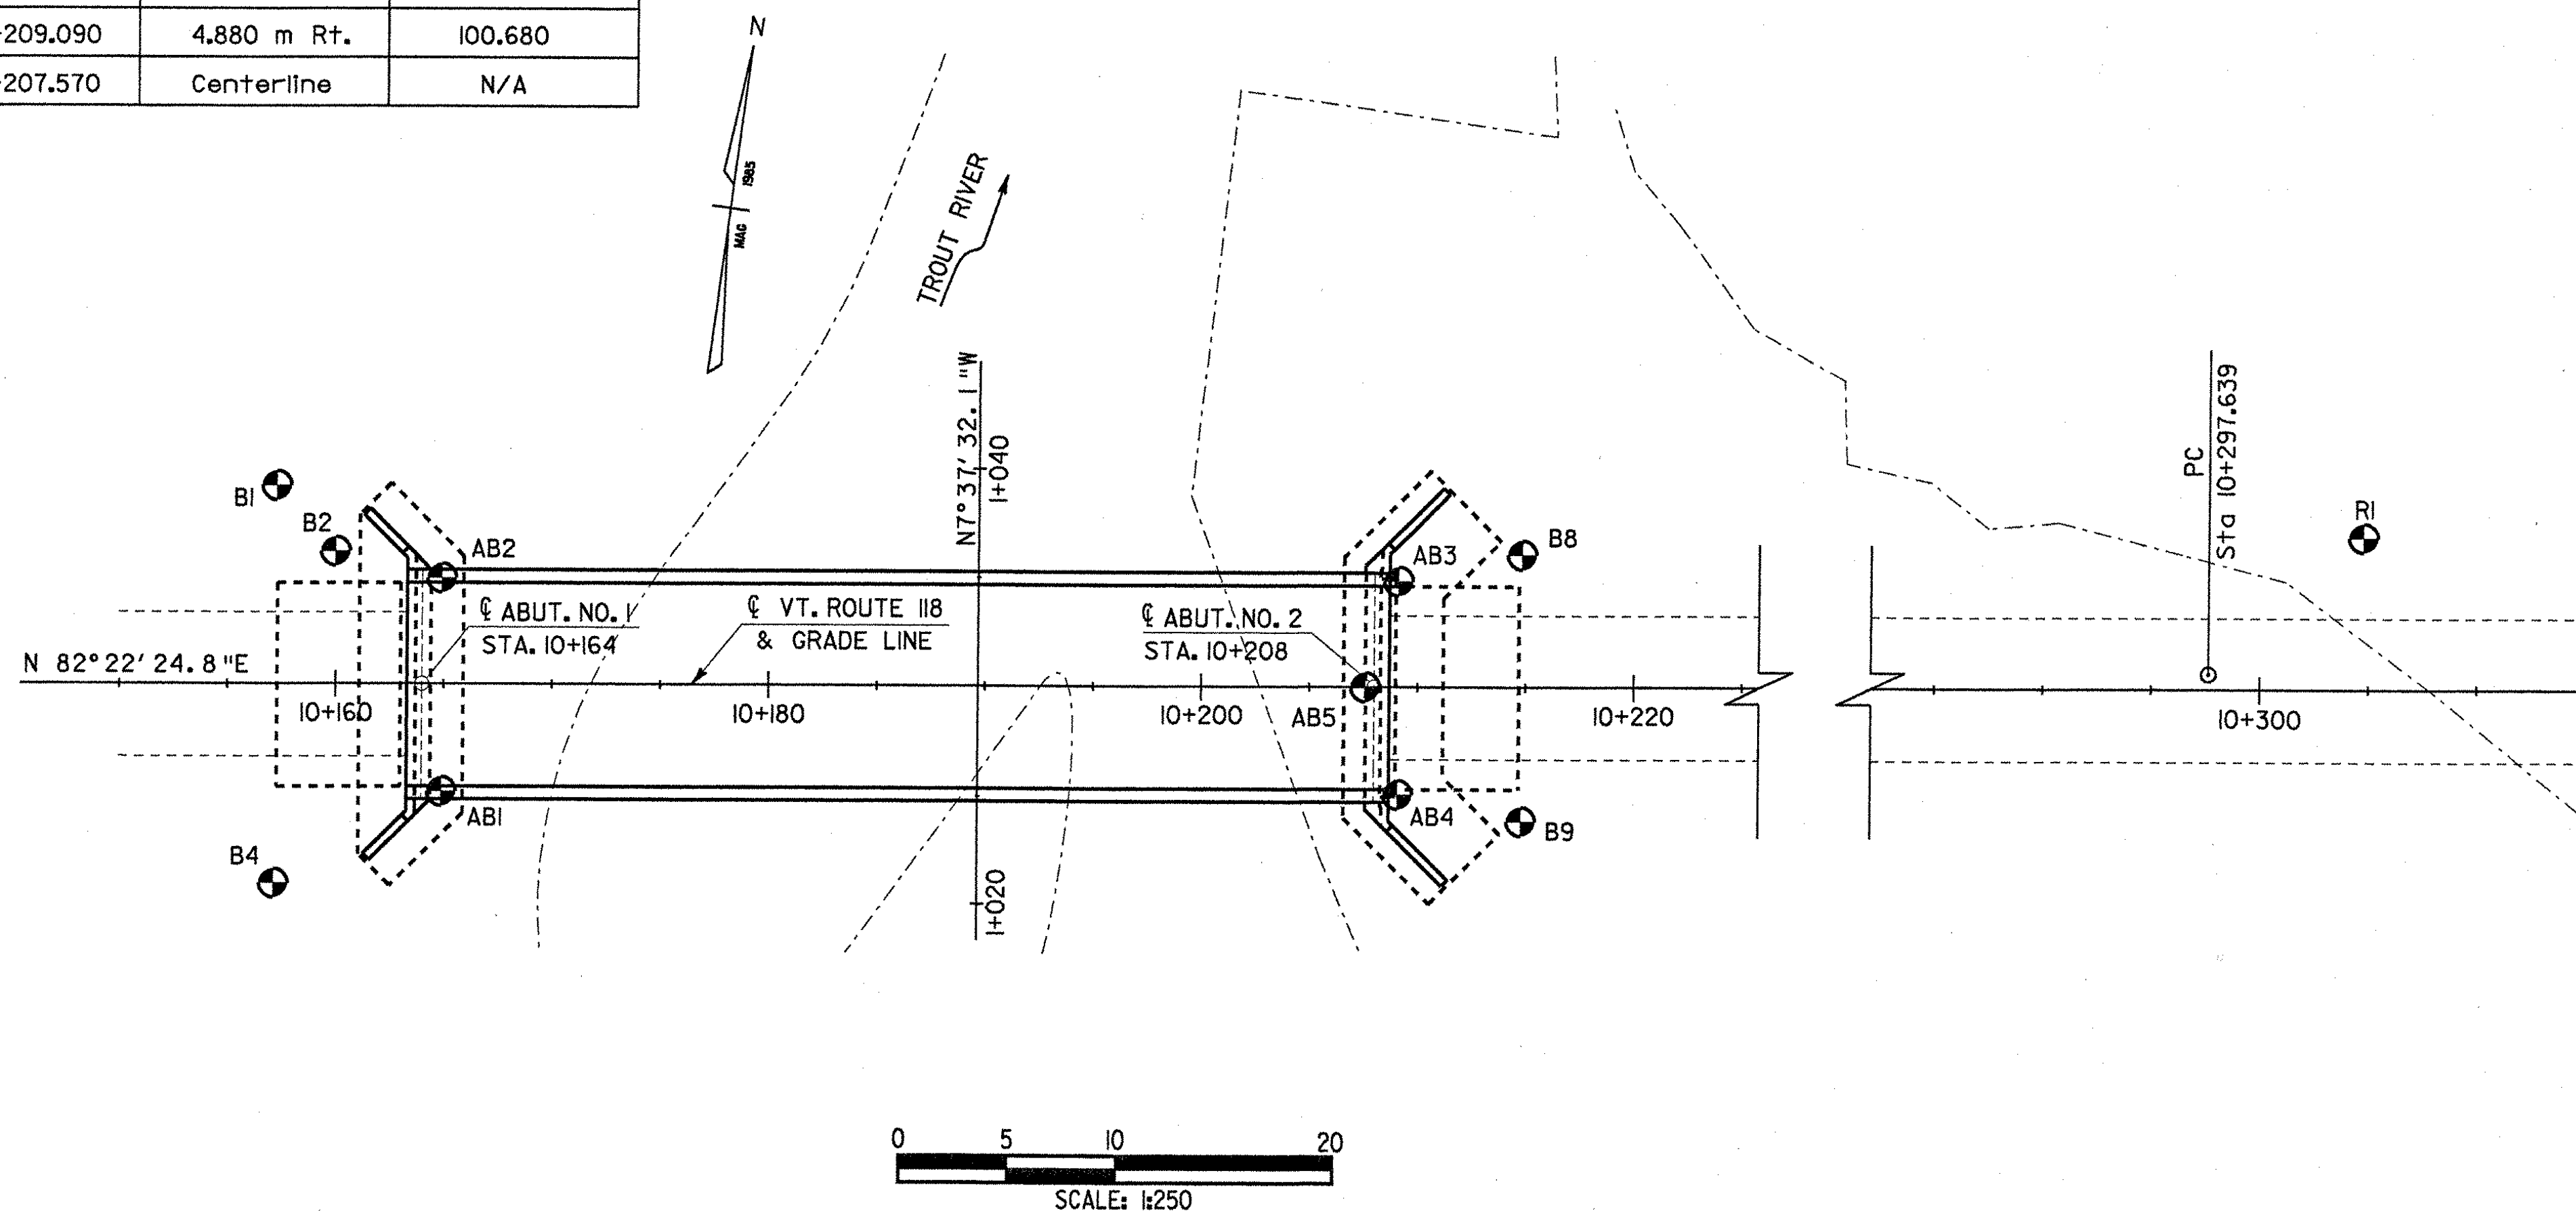 +209.090 4.880 m Rt. 100.680
+207.570 Centerline N/A
N
1985
MAG
TROUT RIVER
N7°37'32.1"W
1+040
PC
Sta 10+297.639
R1
B1
B2
AB2
AB3
B8
℄ ABUT. NO. 1
STA. 10+164
℄ VT. ROUTE 118
& GRADE LINE
℄ ABUT. NO. 2
STA. 10+208
N 82°22'24.8"E
10+160
10+180
10+200
AB5
10+220
10+300
AB1
AB4
B9
B4
1+020
0 5 10 20
SCALE: 1:250